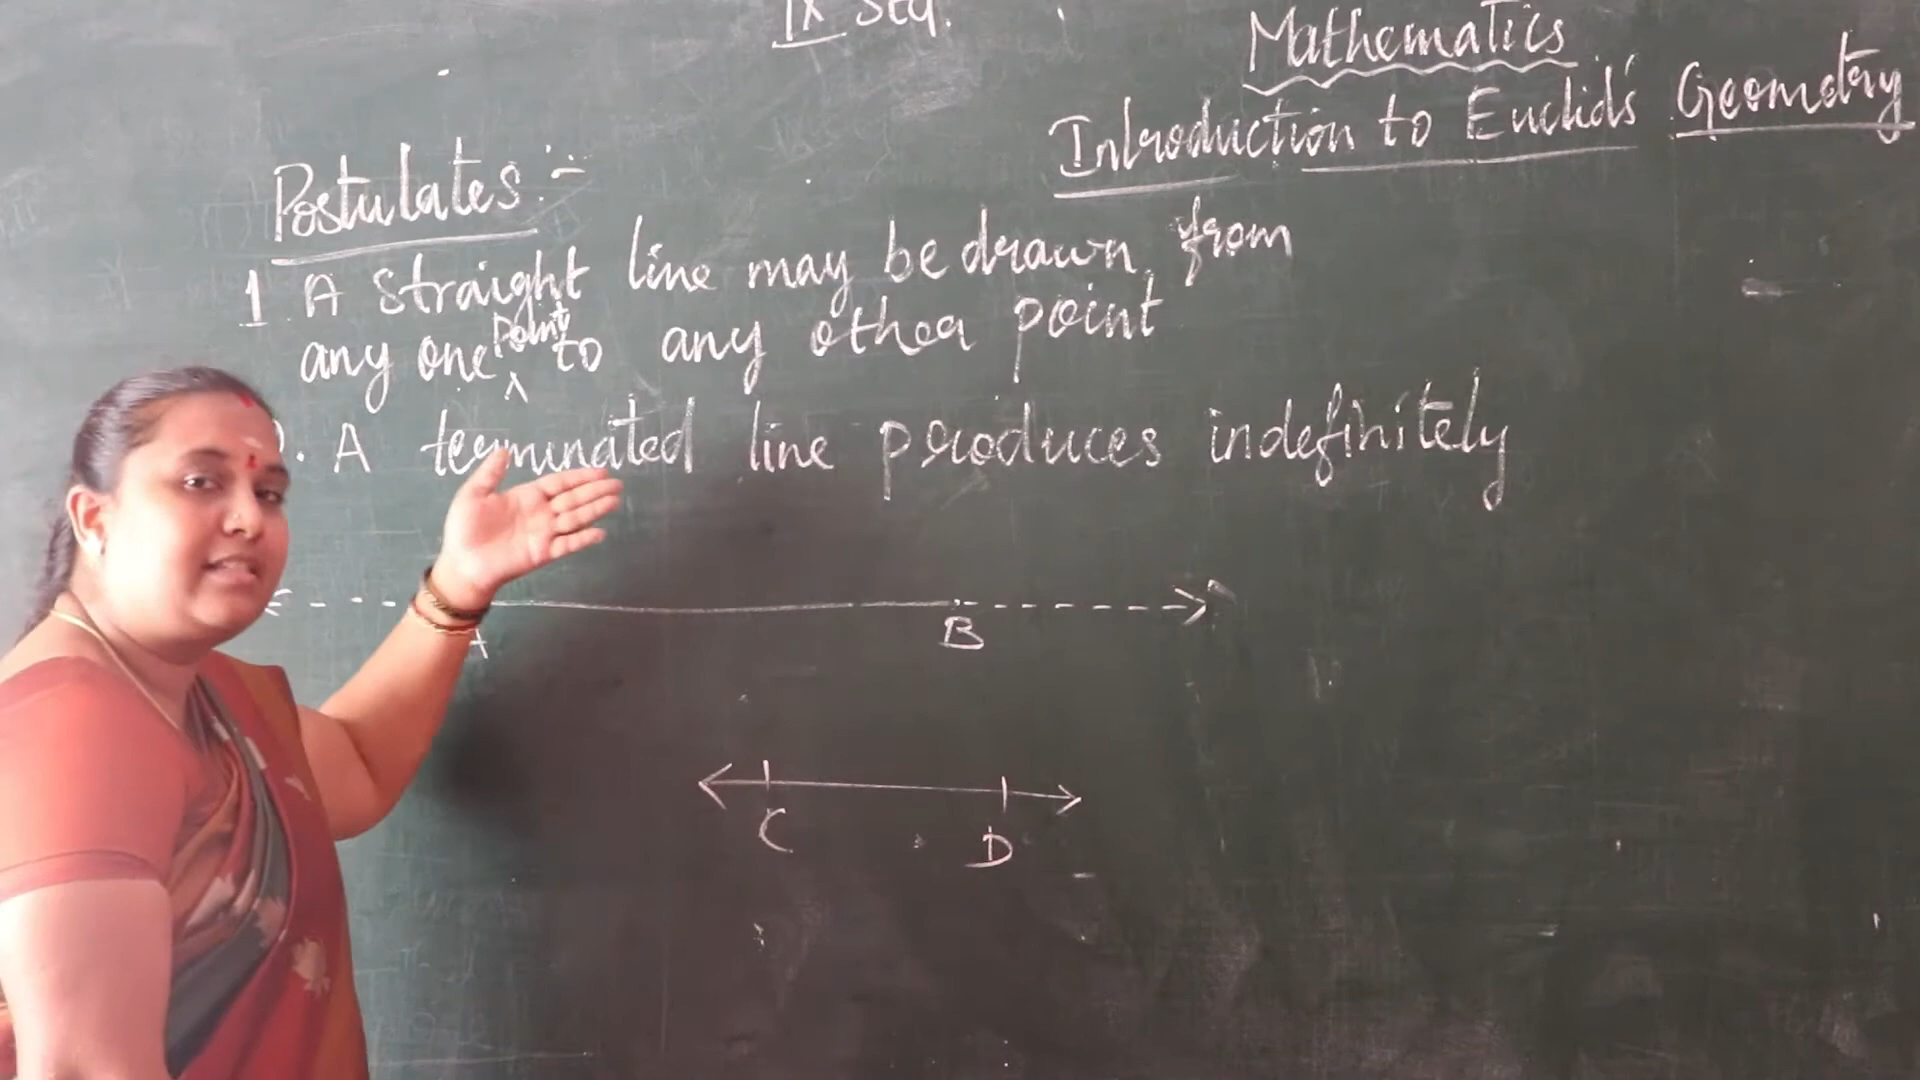 IX Std.
Mathematics
Introduction to Euclid's Geometry
Postulates :-
1. A straight line may be drawn from
any one point to any other point
. A terminated line produces indefinitely
A B
C D